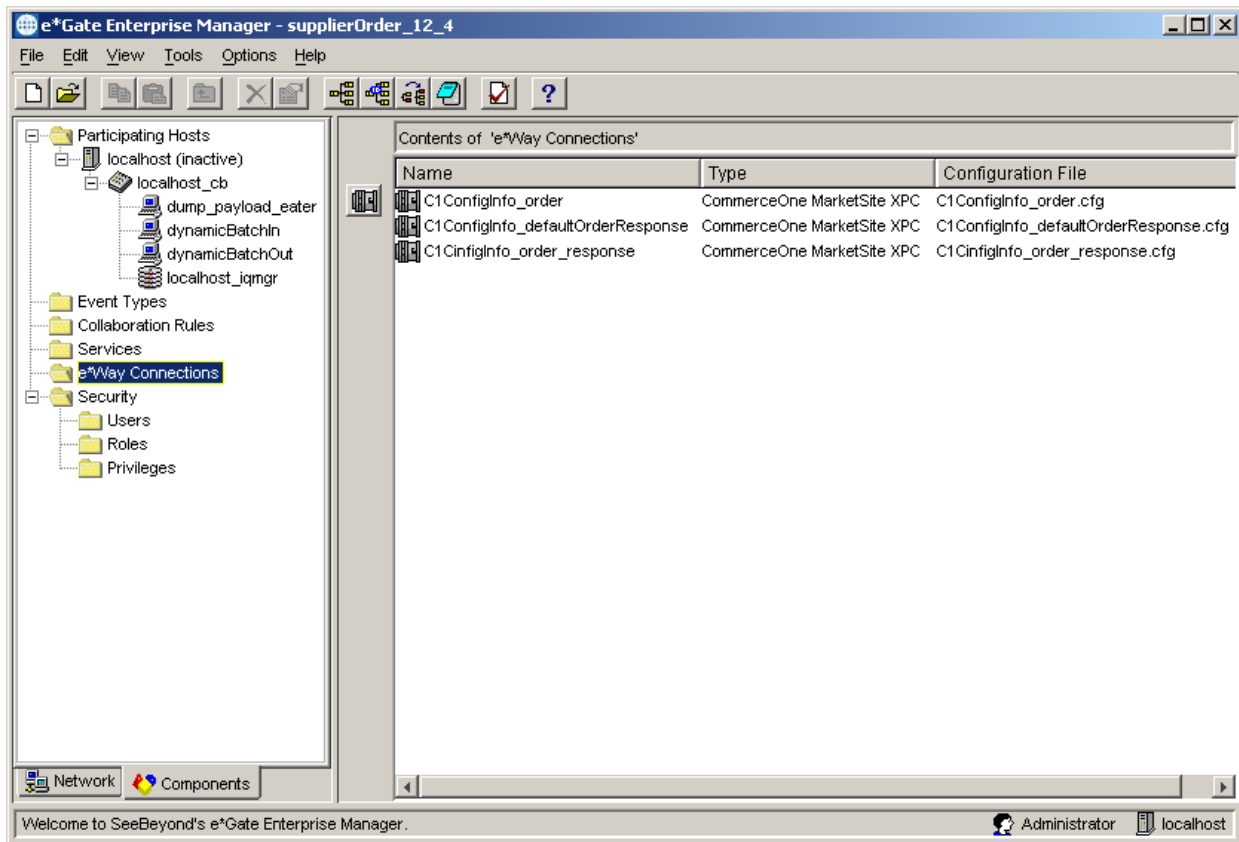 e*Gate Enterprise Manager - supplierOrder_12_4
File Edit View Tools Options Help
?
Participating Hosts
localhost (inactive)
localhost_cb
dump_payload_eater
dynamicBatchIn
dynamicBatchOut
localhost_iqmgr
Event Types
Collaboration Rules
Services
e*Way Connections
Security
Users
Roles
Privileges
Network Components
Contents of 'e*Way Connections'
Name Type Configuration File
C1ConfigInfo_order CommerceOne MarketSite XPC C1ConfigInfo_order.cfg
C1ConfigInfo_defaultOrderResponse CommerceOne MarketSite XPC C1ConfigInfo_defaultOrderResponse.cfg
C1CinfigInfo_order_response CommerceOne MarketSite XPC C1CinfigInfo_order_response.cfg
Welcome to SeeBeyond's e*Gate Enterprise Manager. Administrator localhost